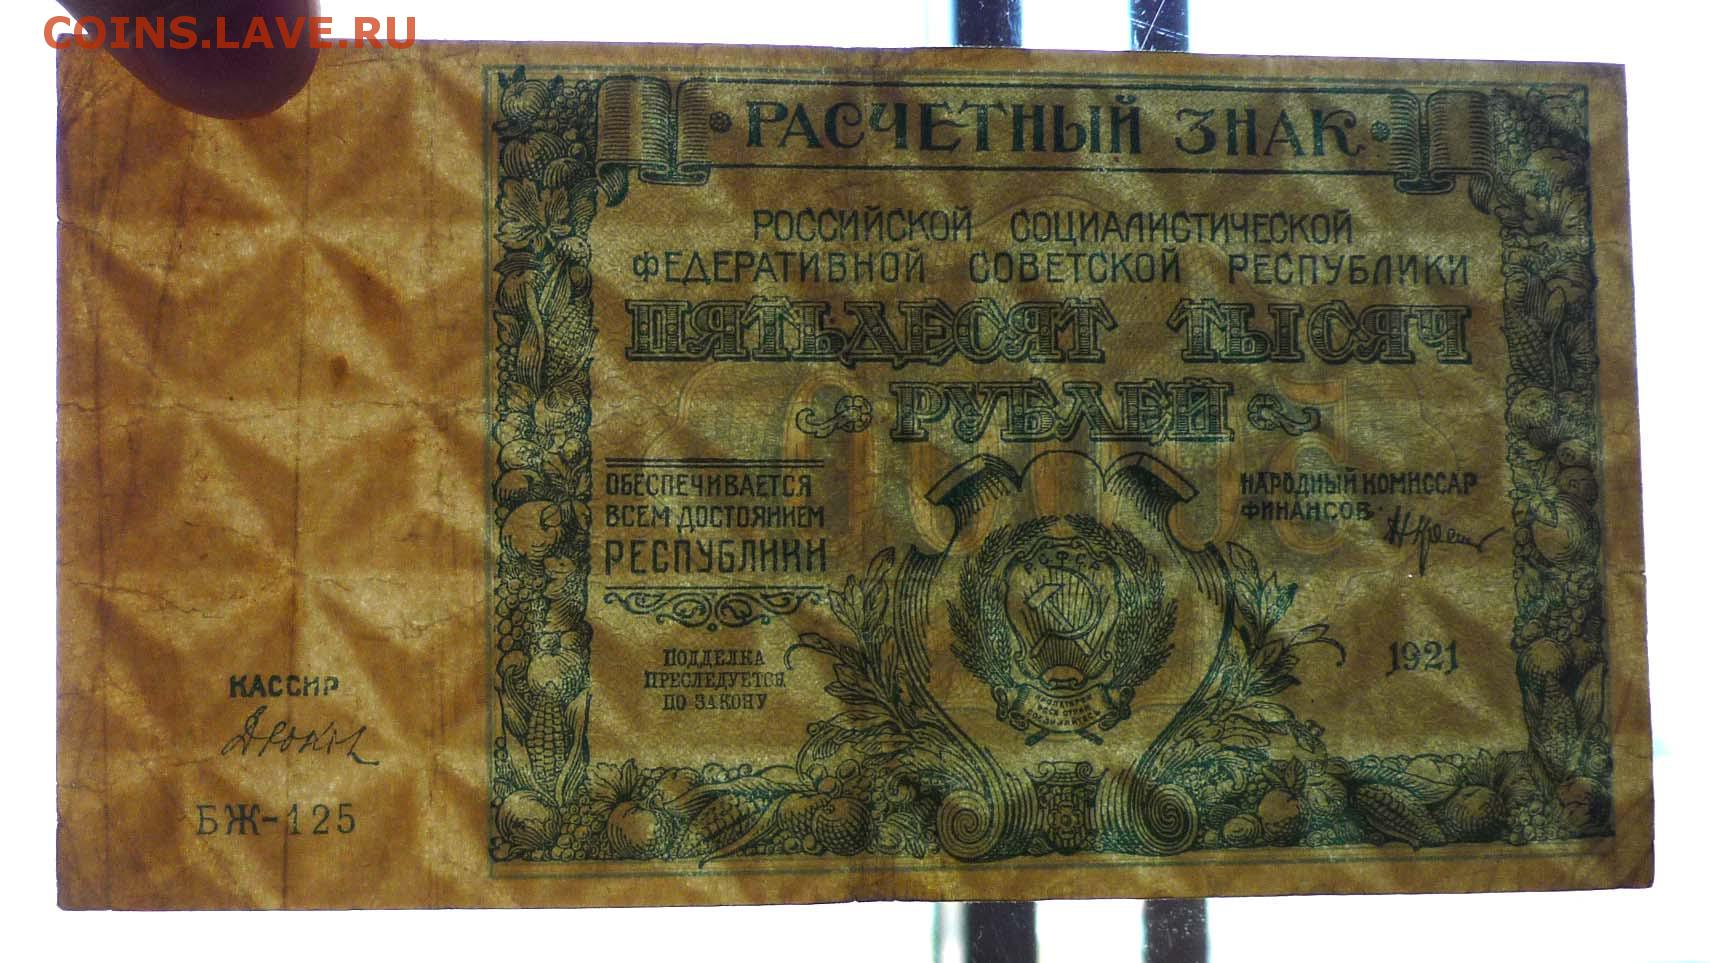 COINS.LAVE.RU
РАСЧЕТНЫЙ ЗНАК
РОССИЙСКОЙ СОЦИАЛИСТИЧЕСКОЙ
ФЕДЕРАТИВНОЙ СОВЕТСКОЙ РЕСПУБЛИКИ
ПЯТЬДЕСЯТ ТЫСЯЧ
РУБЛЕЙ
ОБЕСПЕЧИВАЕТСЯ
ВСЕМ ДОСТОЯНИЕМ
РЕСПУБЛИКИ
ПОДДЕЛКА
ПРЕСЛЕДУЕТСЯ
ПО ЗАКОНУ
Р.С.Ф.С.Р.
НАРОДНЫЙ КОМИССАР
ФИНАНСОВ
1921
КАССИР
БЖ-125